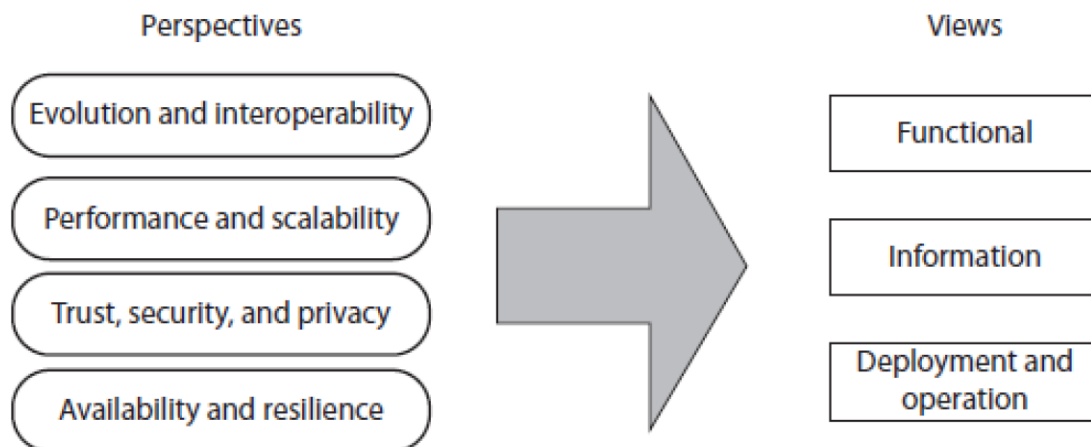 Perspectives
Evolution and interoperability
Performance and scalability
Trust, security, and privacy
Availability and resilience
Views
Functional
Information
Deployment and
operation